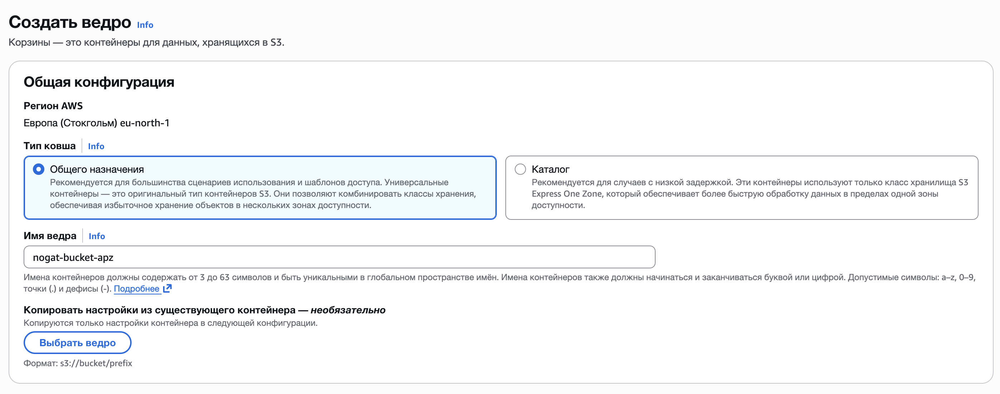 Создать ведро Info
Корзины — это контейнеры для данных, хранящихся в S3.
Общая конфигурация
Регион AWS
Европа (Стокгольм) eu-north-1
Тип ковша Info
Общего назначения
Рекомендуется для большинства сценариев использования и шаблонов доступа. Универсальные
контейнеры — это оригинальный тип контейнеров S3. Они позволяют комбинировать классы хранения,
обеспечивая избыточное хранение объектов в нескольких зонах доступности.
Каталог
Рекомендуется для случаев с низкой задержкой. Эти контейнеры используют только класс хранилища S3
Express One Zone, который обеспечивает более быструю обработку данных в пределах одной зоны
доступности.
Имя ведра Info
nogat-bucket-apz
Имена контейнеров должны содержать от 3 до 63 символов и быть уникальными в глобальном пространстве имён. Имена контейнеров также должны начинаться и заканчиваться буквой или цифрой. Допустимые символы: a–z, 0–9,
точки (.) и дефисы (-). Подробнее
Копировать настройки из существующего контейнера — необязательно
Копируются только настройки контейнера в следующей конфигурации.
Выбрать ведро
Формат: s3://bucket/prefix